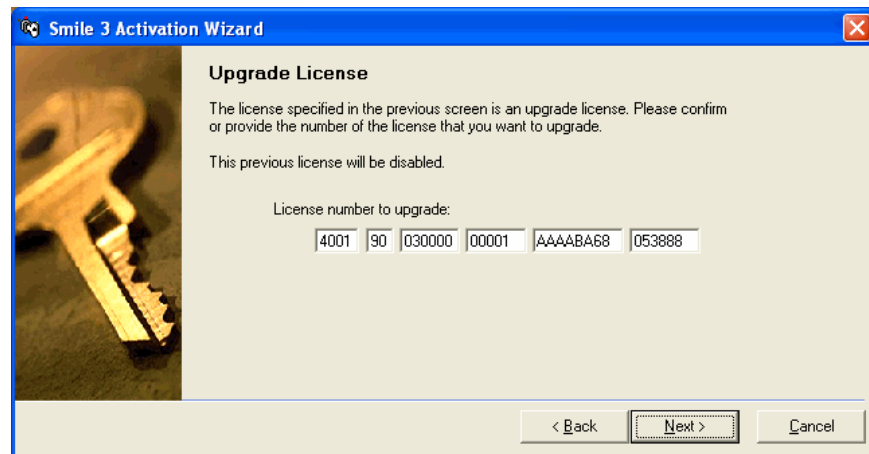 Smile 3 Activation Wizard
Upgrade License
The license specified in the previous screen is an upgrade license. Please confirm
or provide the number of the license that you want to upgrade.
This previous license will be disabled.
License number to upgrade:
4001 90 030000 00001 AAAABA68 053888
< Back Next > Cancel